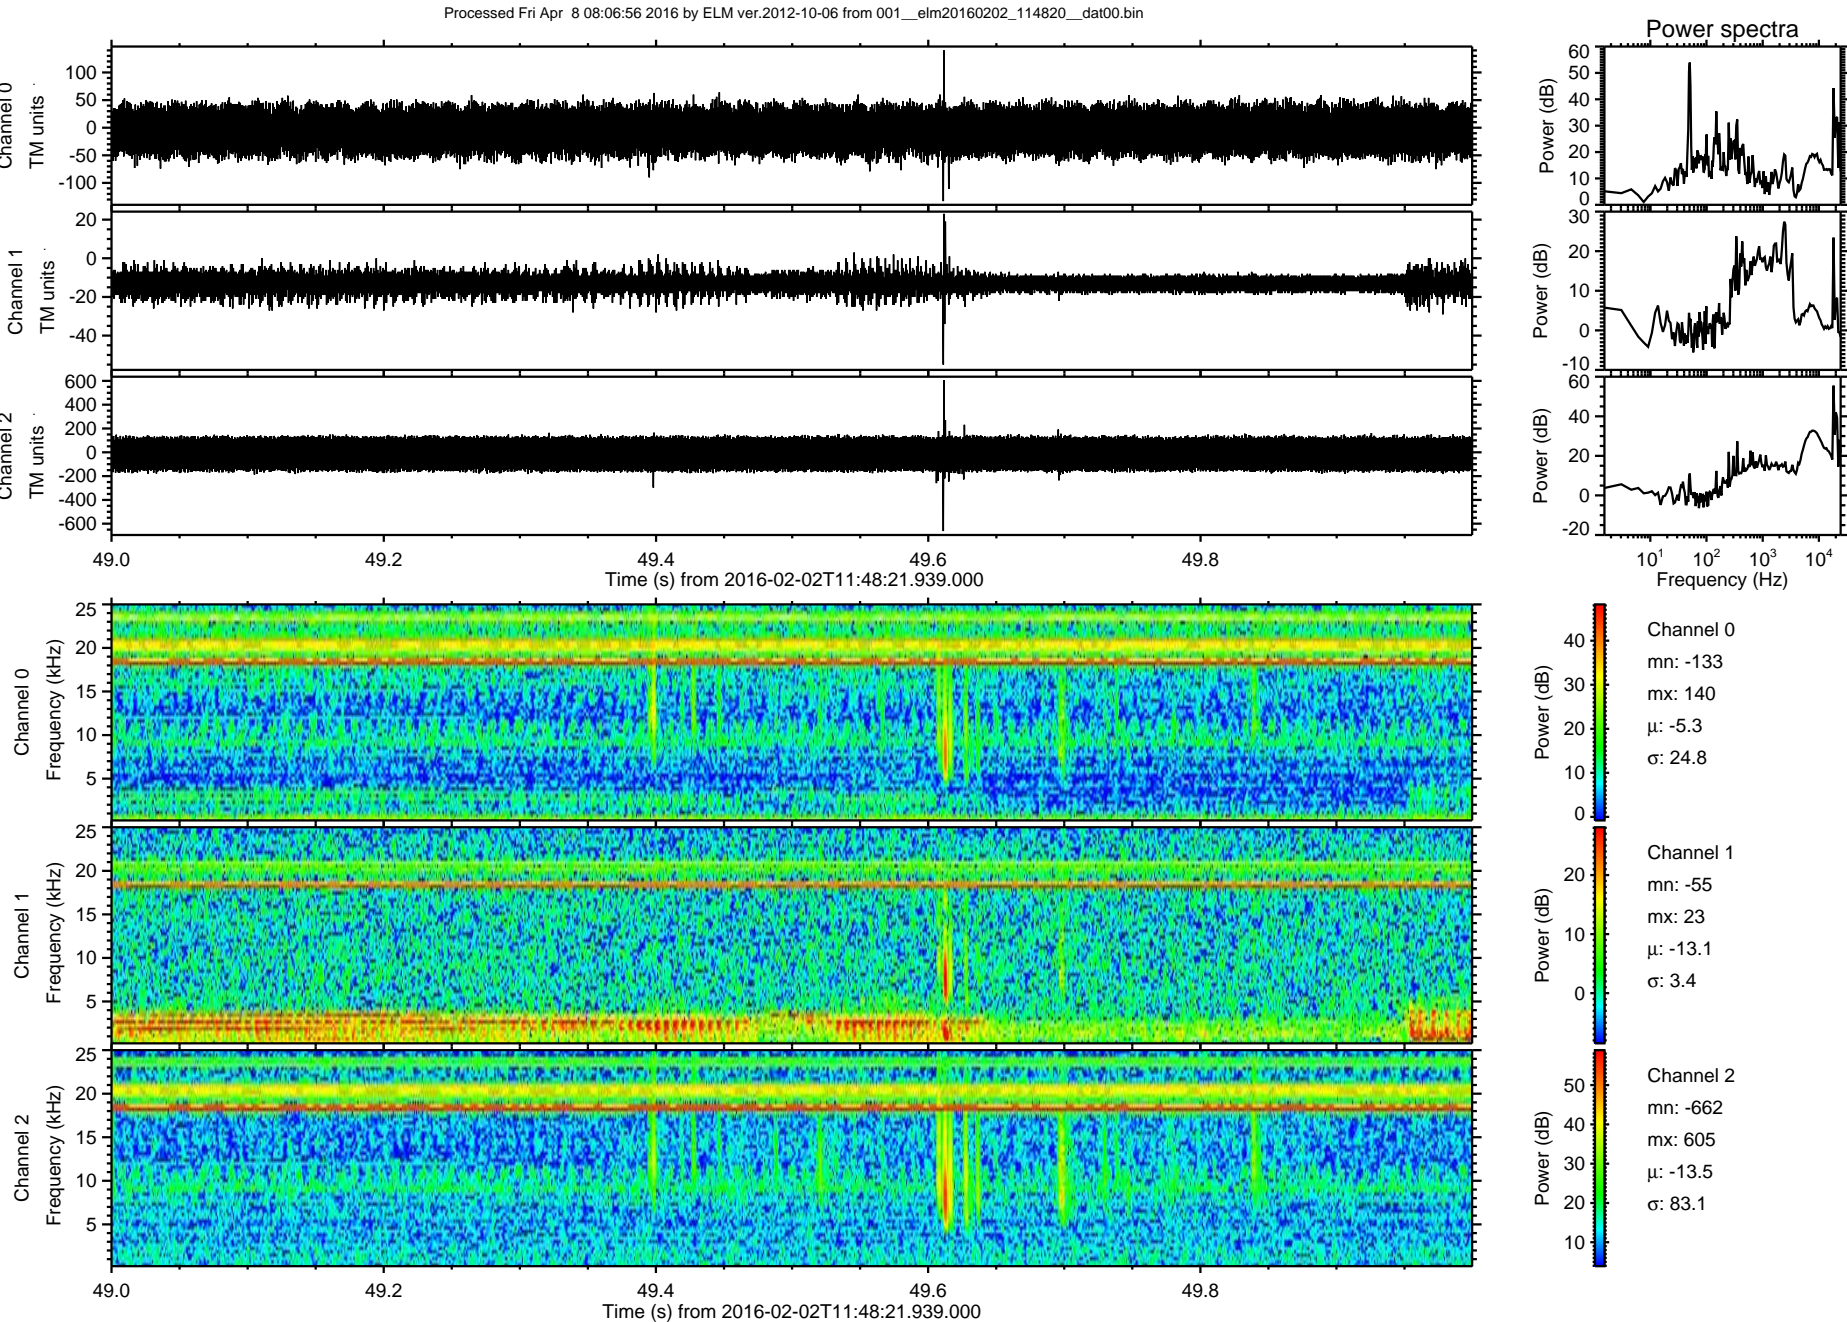 Processed Fri Apr 8 08:06:56 2016 by ELM ver.2012-10-06 from 001__elm20160202_114820__dat00.bin
Power spectra
Channel 0
TM units
100
50
0
-50
-100
Power (dB)
60
50
40
30
20
10
0
Channel 1
TM units
20
0
-20
-40
Power (dB)
30
20
10
0
-10
Channel 2
TM units
600
400
200
0
-200
-400
-600
Power (dB)
60
40
20
0
-20
49.0 49.2 49.4 49.6 49.8
Time (s) from 2016-02-02T11:48:21.939.000
10^1 10^2 10^3 10^4
Frequency (Hz)
Channel 0
Frequency (kHz)
25
20
15
10
5
Power (dB)
40
30
20
10
0
Channel 0
mn: -133
mx: 140
μ: -5.3
σ: 24.8
Channel 1
Frequency (kHz)
25
20
15
10
5
Power (dB)
20
10
0
Channel 1
mn: -55
mx: 23
μ: -13.1
σ: 3.4
Channel 2
Frequency (kHz)
25
20
15
10
5
Power (dB)
50
40
30
20
10
Channel 2
mn: -662
mx: 605
μ: -13.5
σ: 83.1
49.0 49.2 49.4 49.6 49.8
Time (s) from 2016-02-02T11:48:21.939.000